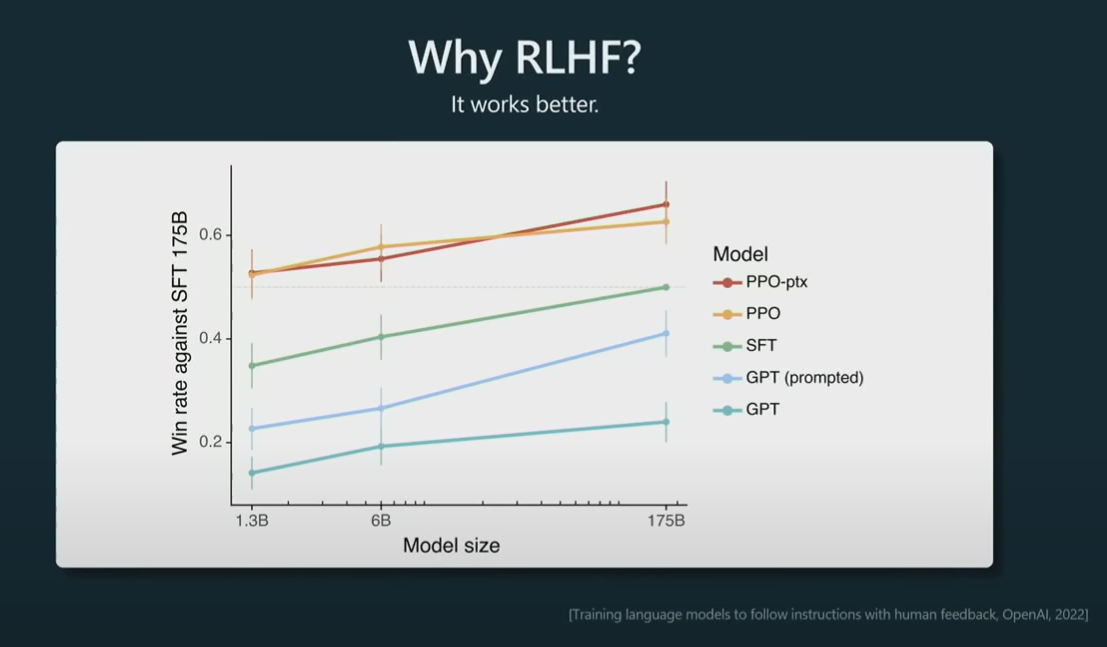 Why RLHF?
It works better.
Win rate against SFT 175B
0.6
0.4
0.2
1.3B
6B
175B
Model size
Model
PPO-ptx
PPO
SFT
GPT (prompted)
GPT
[Training language models to follow instructions with human feedback, OpenAI, 2022]